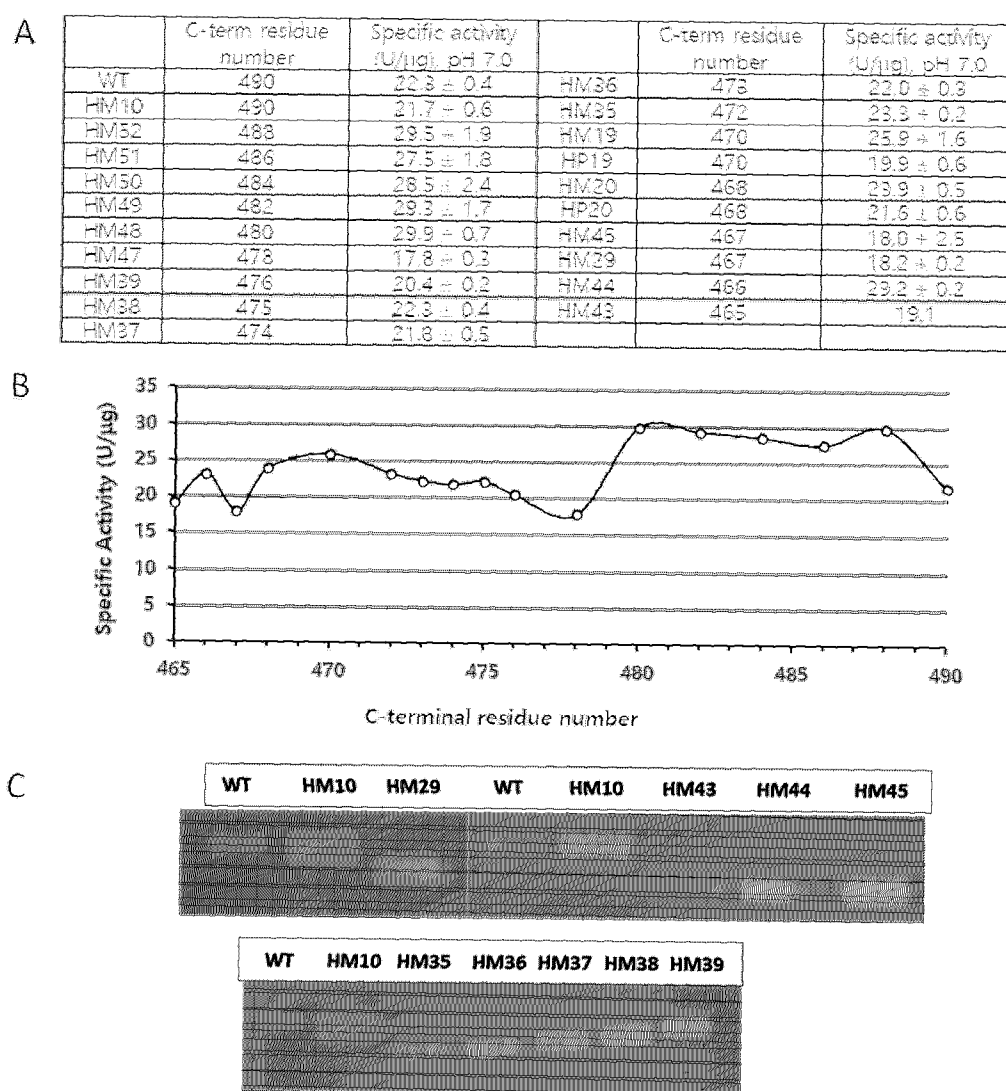 A
C-term residue number | Specific activity (U/µg), pH 7.0 | C-term residue number | Specific activity (U/µg), pH 7.0
WT 490 22.3 ± 0.4 HM36 473 22.0 ± 0.3
HM10 490 21.7 ± 0.6 HM35 472 23.3 ± 0.2
HM52 488 29.5 ± 1.9 HM19 470 25.9 ± 1.6
HM51 486 27.5 ± 1.8 HP19 470 19.9 ± 0.6
HM50 484 28.5 ± 2.4 HM20 468 23.9 ± 0.5
HM49 482 29.3 ± 1.7 HP20 468 21.6 ± 0.6
HM48 480 29.9 ± 0.7 HM45 467 18.0 ± 2.5
HM47 478 17.8 ± 0.3 HM29 467 18.2 ± 0.2
HM39 476 20.4 ± 0.2 HM44 466 23.2 ± 0.2
HM38 475 22.3 ± 0.4 HM43 465 19.1
HM37 474 21.8 ± 0.5
B
Specific Activity (U/µg)
35
30
25
20
15
10
5
0
465 470 475 480 485 490
C-terminal residue number
C
WT HM10 HM29 WT HM10 HM43 HM44 HM45
WT HM10 HM35 HM36 HM37 HM38 HM39